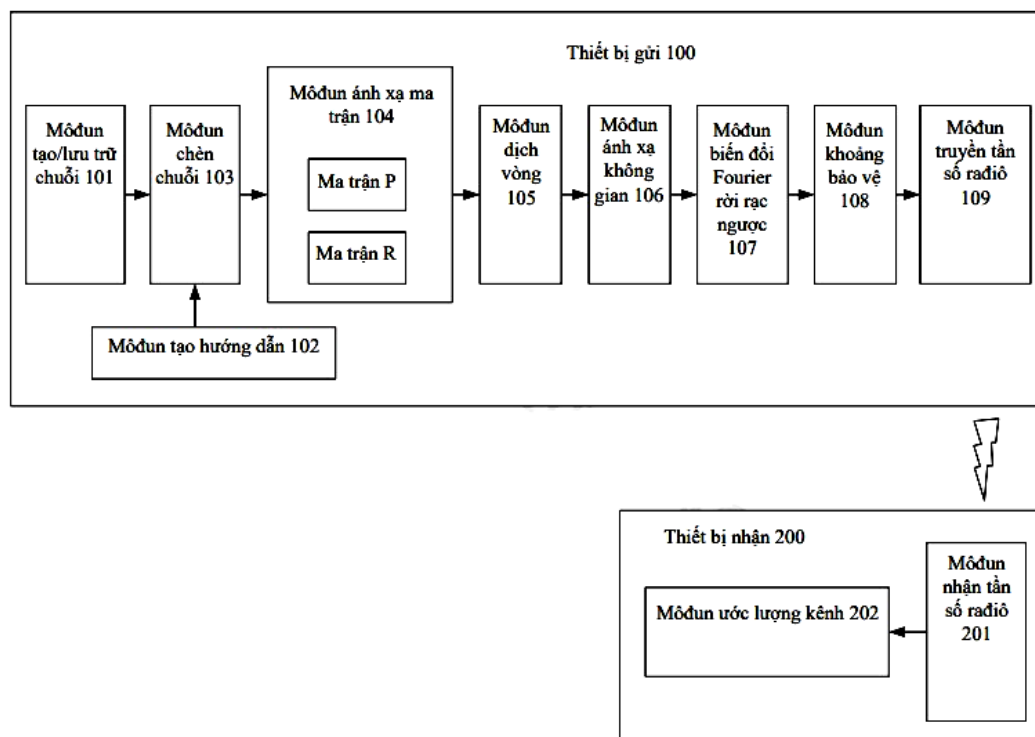 Thiết bị gửi 100
Môđun
tạo/lưu trữ
chuỗi 101
Môđun
chèn
chuỗi 103
Môđun ánh xạ ma
trận 104
Ma trận P
Ma trận R
Môđun
dịch
vòng
105
Môđun
ánh xạ
không
gian 106
Môđun
biến đổi
Fourier
rời rạc
ngược
107
Môđun
khoảng
bảo vệ
108
Môđun
truyền tần
số rađiô
109
Môđun tạo hướng dẫn 102
Thiết bị nhận 200
Môđun ước lượng kênh 202
Môđun
nhận tần
số rađiô
201